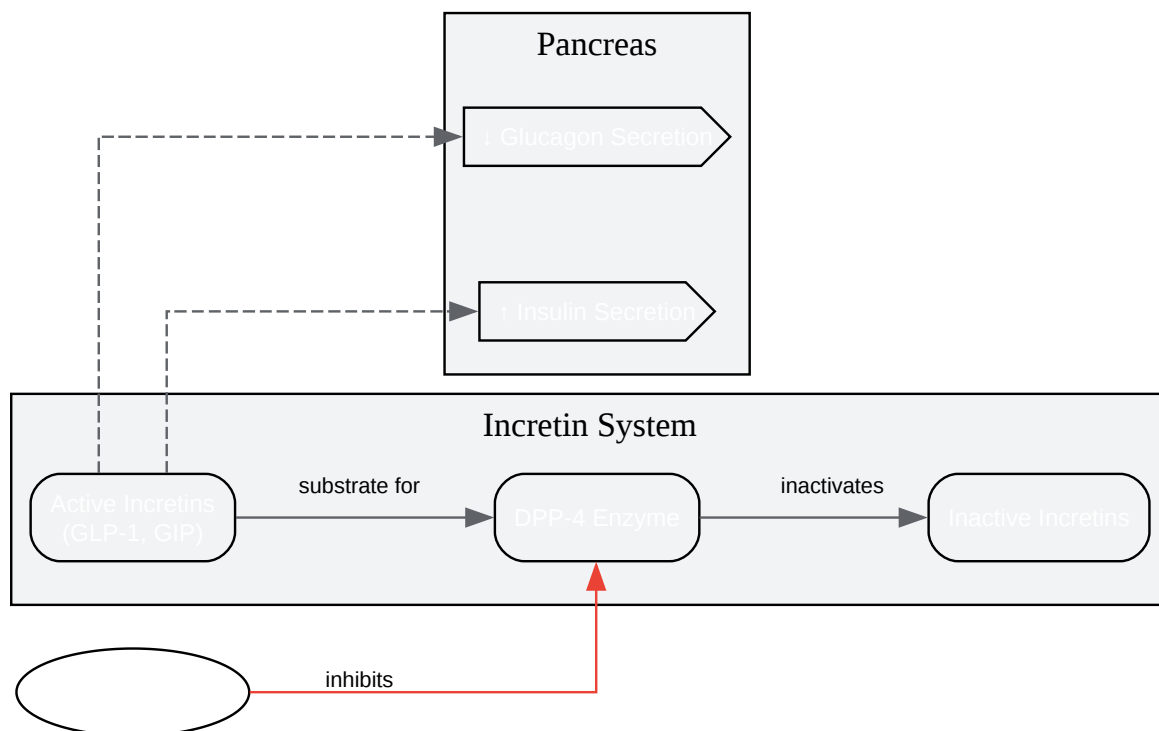 Pancreas
↓ Glucagon Secretion
↑ Insulin Secretion
Incretin System
Active Incretins
(GLP-1, GIP)
substrate for
DPP-4 Enzyme
inactivates
Inactive Incretins
inhibits